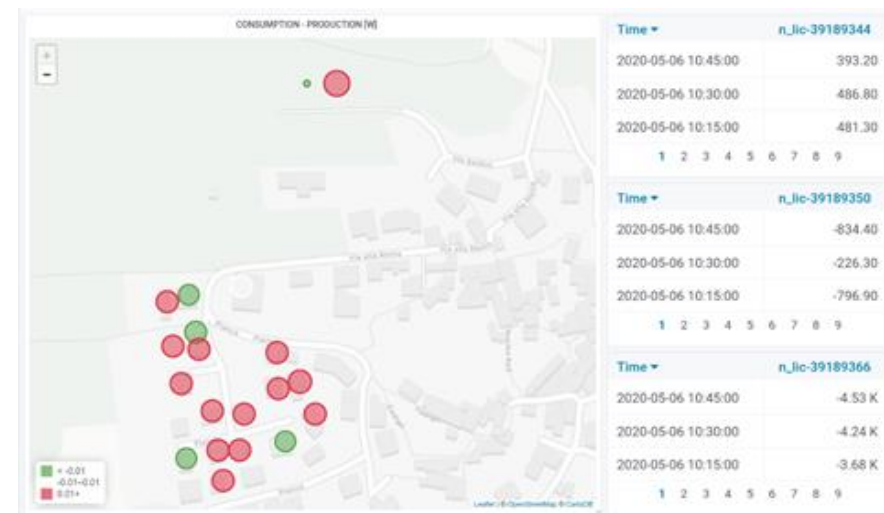 CONSUMPTION - PRODUCTION [W]
+
-
< -0.01
-0.01–0.01
0.01+
Leaflet | © OpenStreetMap © CartoDB
Time n_lic-39189344
2020-05-06 10:45:00 393.20
2020-05-06 10:30:00 486.80
2020-05-06 10:15:00 481.30
1 2 3 4 5 6 7 8 9
Time n_lic-39189350
2020-05-06 10:45:00 -834.40
2020-05-06 10:30:00 -226.30
2020-05-06 10:15:00 -796.90
1 2 3 4 5 6 7 8 9
Time n_lic-39189366
2020-05-06 10:45:00 -4.53 K
2020-05-06 10:30:00 -4.24 K
2020-05-06 10:15:00 -3.68 K
1 2 3 4 5 6 7 8 9